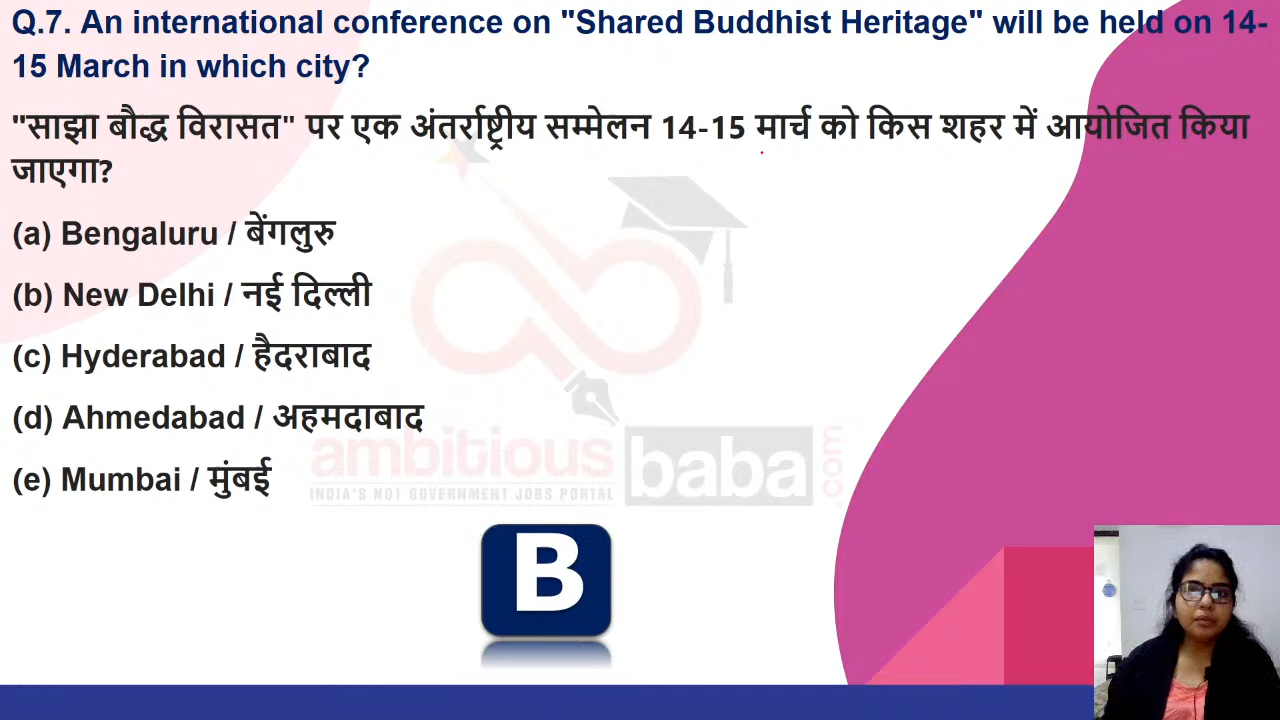 Q.7. An international conference on "Shared Buddhist Heritage" will be held on 14-
15 March in which city?
"साझा बौद्ध विरासत" पर एक अंतर्राष्ट्रीय सम्मेलन 14-15 मार्च को किस शहर में आयोजित किया
जाएगा?
(a) Bengaluru / बेंगलुरु
(b) New Delhi / नई दिल्ली
(c) Hyderabad / हैदराबाद
(d) Ahmedabad / अहमदाबाद
(e) Mumbai / मुंबई
ambitious baba .com
INDIA'S NO1 GOVERNMENT JOBS PORTAL
B